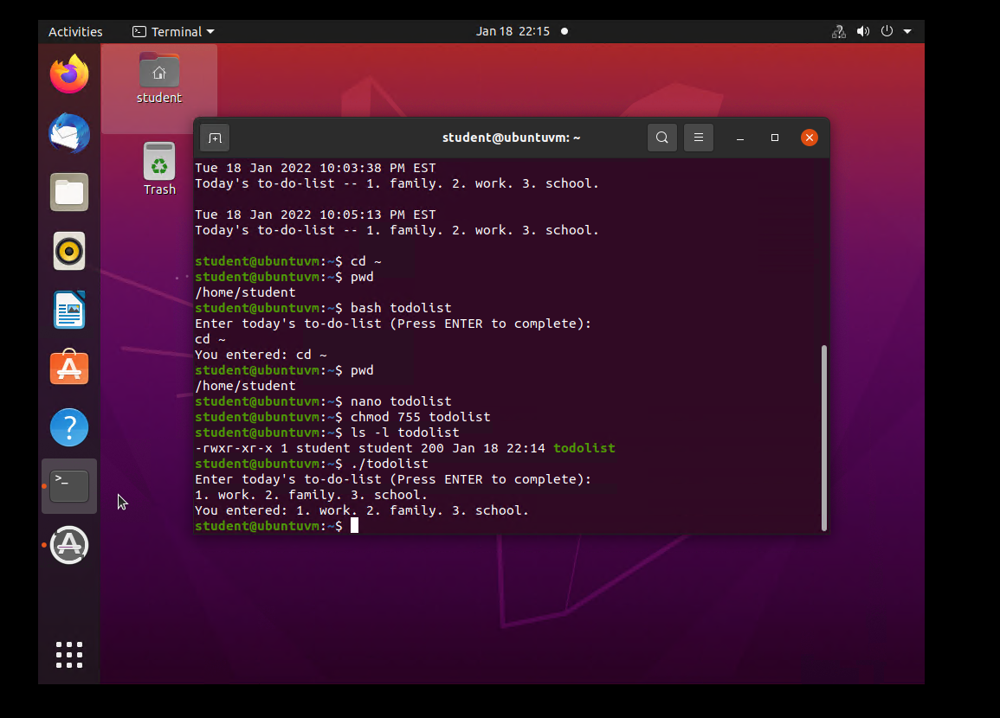 Activities
Terminal
Jan 18 22:15
student
Trash
student@ubuntuvm: ~
Tue 18 Jan 2022 10:03:38 PM EST
Today's to-do-list -- 1. family. 2. work. 3. school.
Tue 18 Jan 2022 10:05:13 PM EST
Today's to-do-list -- 1. family. 2. work. 3. school.
student@ubuntuvm:~$ cd ~
student@ubuntuvm:~$ pwd
/home/student
student@ubuntuvm:~$ bash todolist
Enter today's to-do-list (Press ENTER to complete):
cd ~
You entered: cd ~
student@ubuntuvm:~$ pwd
/home/student
student@ubuntuvm:~$ nano todolist
student@ubuntuvm:~$ chmod 755 todolist
student@ubuntuvm:~$ ls -l todolist
-rwxr-xr-x 1 student student 200 Jan 18 22:14 todolist
student@ubuntuvm:~$ ./todolist
Enter today's to-do-list (Press ENTER to complete):
1. work. 2. family. 3. school.
You entered: 1. work. 2. family. 3. school.
student@ubuntuvm:~$